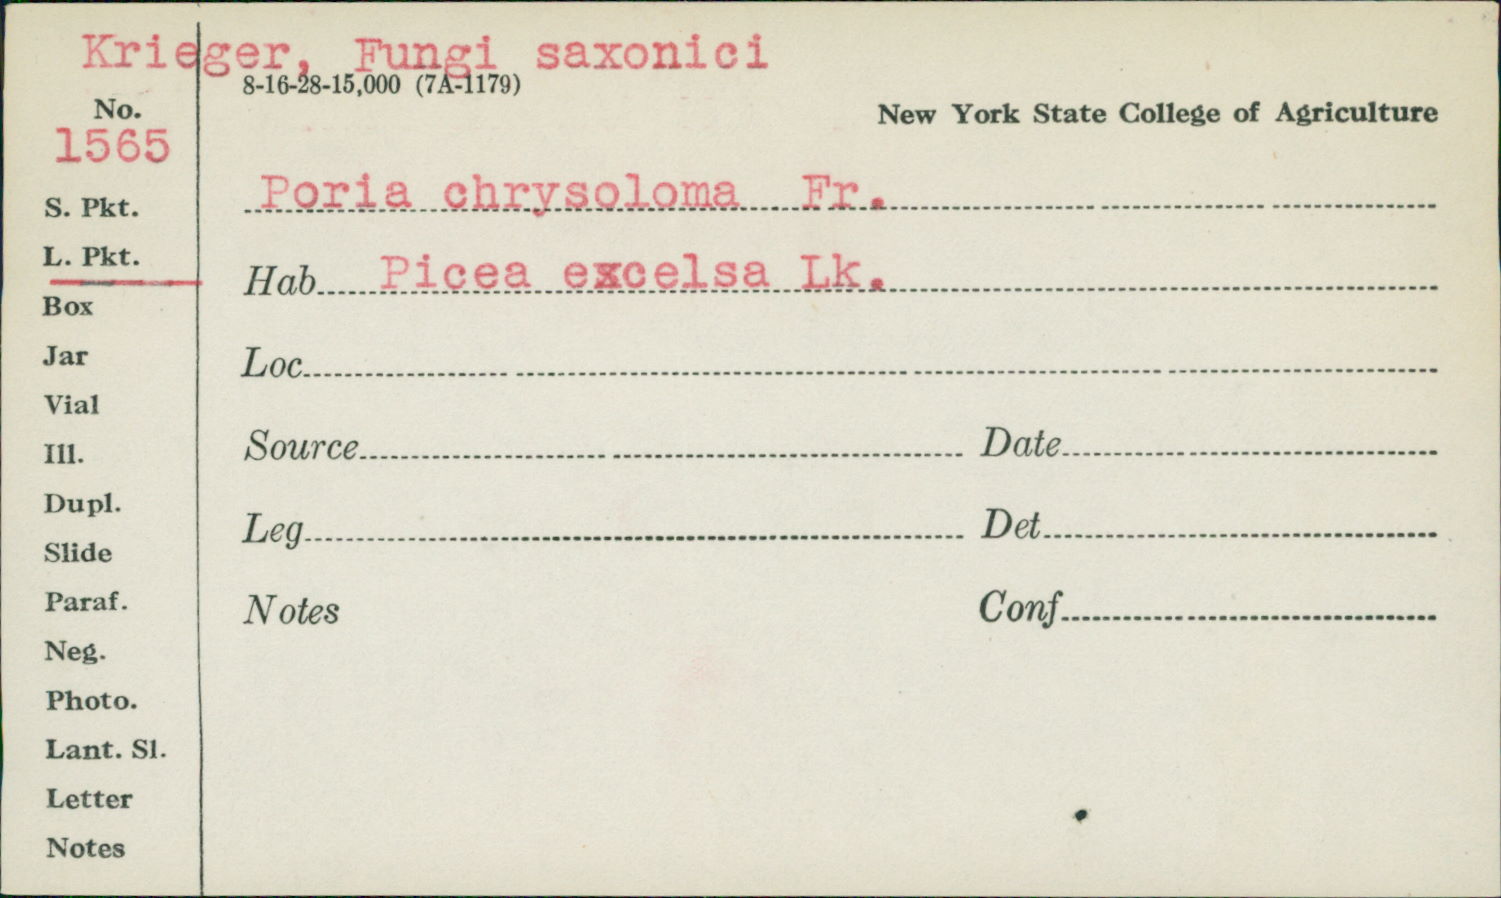 Krieger, Fungi saxonici
8-16-28-15,000 (7A-1179)
No.
New York State College of Agriculture
1565
S. Pkt.
Poria chrysoloma Fr.
L. Pkt.
Hab. Picea excelsa Lk.
Box
Jar
Loc.
Vial
Ill.
Source
Date
Dupl.
Slide
Leg
Det
Paraf.
Notes
Conf
Neg.
Photo.
Lant. Sl.
Letter
Notes